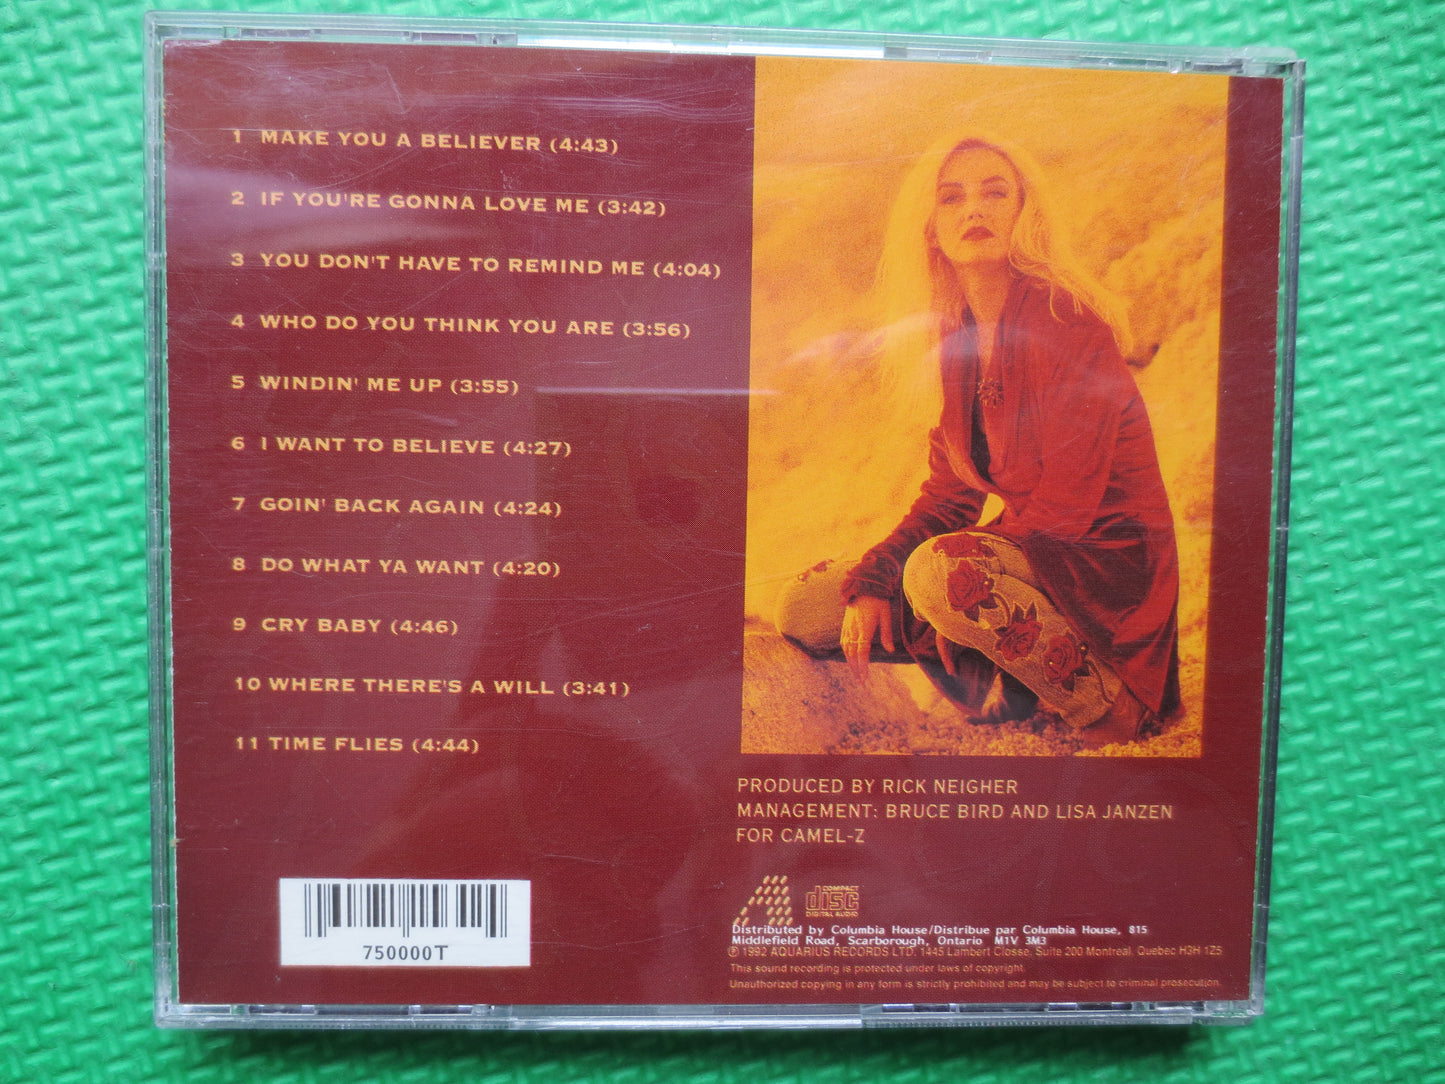 1 MAKE YOU A BELIEVER (4:43)
2 IF YOU'RE GONNA LOVE ME (3:42)
3 YOU DON'T HAVE TO REMIND ME (4:04)
4 WHO DO YOU THINK YOU ARE (3:56)
5 WINDIN' ME UP (3:55)
6 I WANT TO BELIEVE (4:27)
7 GOIN' BACK AGAIN (4:24)
8 DO WHAT YA WANT (4:20)
9 CRY BABY (4:46)
10 WHERE THERE'S A WILL (3:41)
11 TIME FLIES (4:44)
PRODUCED BY RICK NEIGHER
MANAGEMENT: BRUCE BIRD AND LISA JANZEN
FOR CAMEL-Z
750000T
COMPACT
disc
DIGITAL AUDIO
Distributed by Columbia House/Distribue par Columbia House, 815
Middlefield Road, Scarborough, Ontario M1V 3M3
℗ 1992 AQUARIUS RECORDS LTD. 1445 Lambert Closse, Suite 200 Montreal, Quebec H3H 1Z5
This sound recording is protected under laws of copyright.
Unauthorized copying in any form is strictly prohibited and may be subject to criminal prosecution.